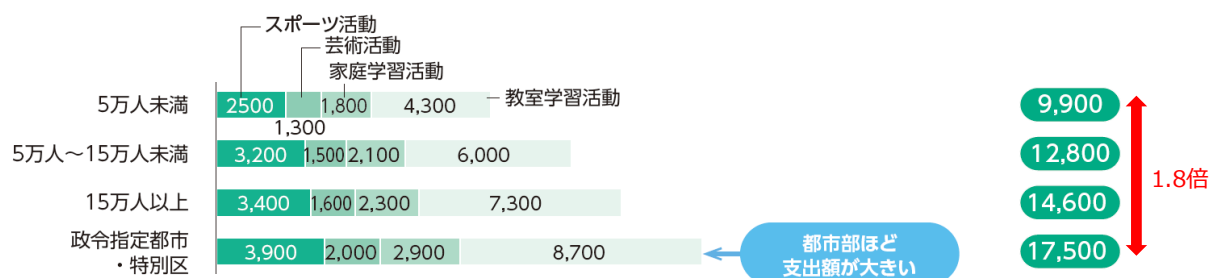 スポーツ活動
芸術活動
家庭学習活動
教室学習活動
5万人未満 2500 1,300 1,800 4,300 9,900
5万人～15万人未満 3,200 1,500 2,100 6,000 12,800
15万人以上 3,400 1,600 2,300 7,300 14,600
政令指定都市
・特別区 3,900 2,000 2,900 8,700 17,500
都市部ほど
支出額が大きい
1.8倍